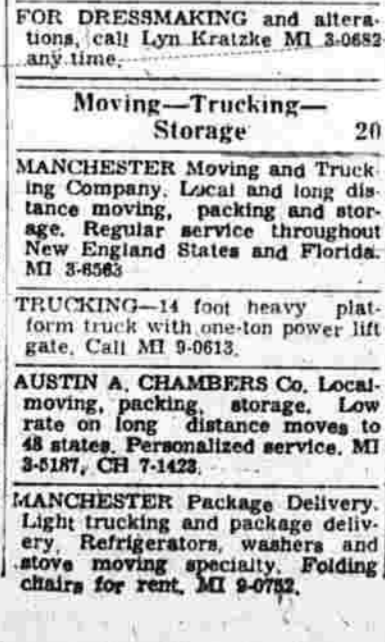 FOR DRESSMAKING and altera-
tions, call Lyn Kratzke MI 3-0682
any time.
Moving—Trucking—
Storage 20
MANCHESTER Moving and Truck-
ing Company. Local and long dis-
tance moving, packing and stor-
age. Regular service throughout
New England States and Florida.
MI 3-6563
TRUCKING—14 foot heavy plat-
form truck with one-ton power lift
gate. Call MI 9-0613.
AUSTIN A. CHAMBERS Co. Local-
moving, packing, storage. Low
rate on long distance moves to
48 states. Personalized service. MI
3-5187, CH 7-1423.
MANCHESTER Package Delivery.
Light trucking and package deliv-
ery. Refrigerators, washers and
stove moving specialty. Folding
chairs for rent. MI 9-0752.